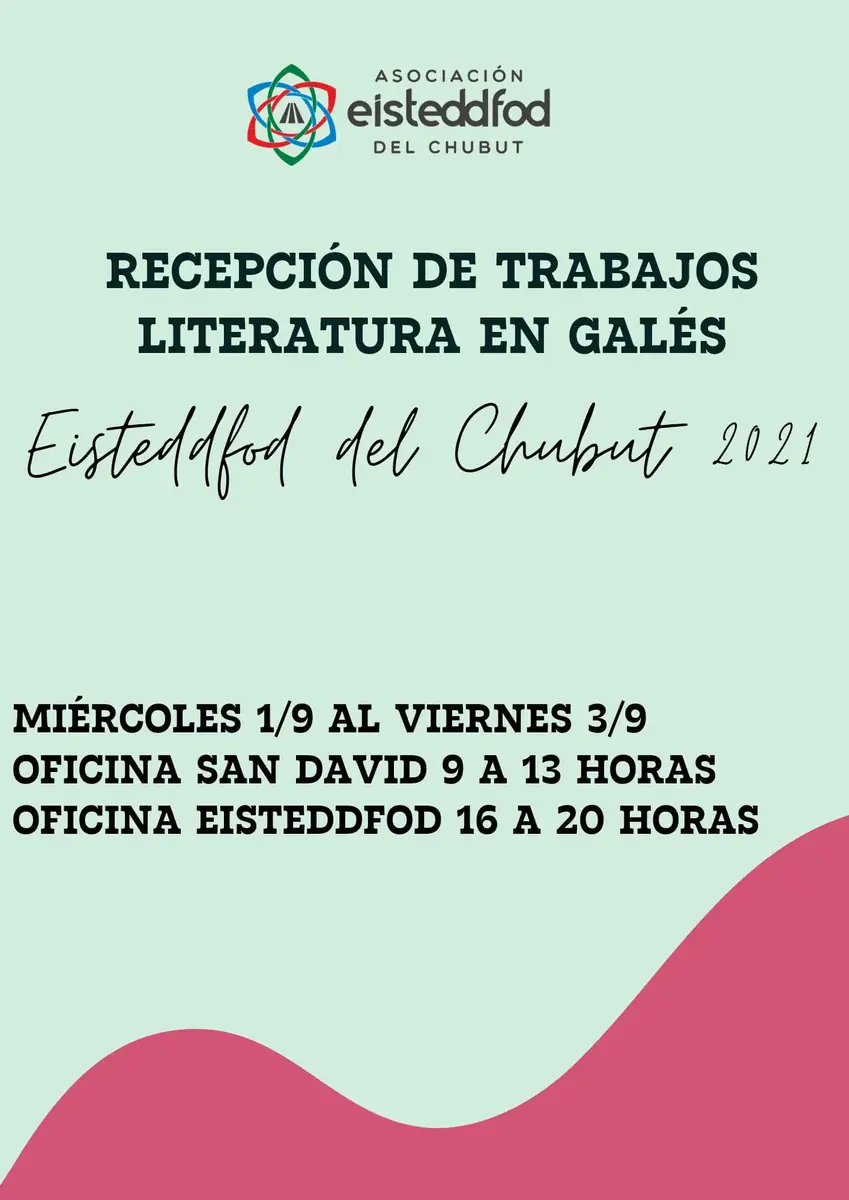 ASOCIACIÓN
eisteddfod
DEL CHUBUT
RECEPCIÓN DE TRABAJOS
LITERATURA EN GALÉS
Eisteddfod del Chubut 2021
MIÉRCOLES 1/9 AL VIERNES 3/9
OFICINA SAN DAVID 9 A 13 HORAS
OFICINA EISTEDDFOD 16 A 20 HORAS